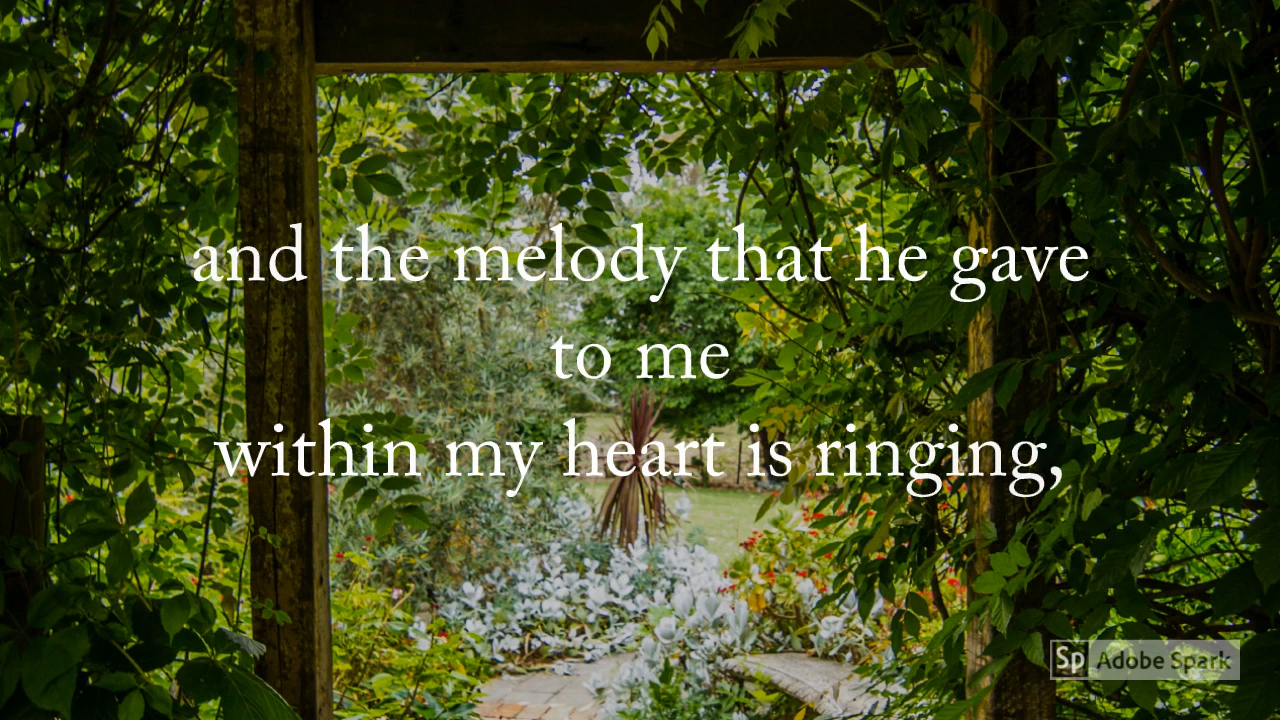 and the melody that he gave
to me
within my heart is ringing,
Sp Adobe Spark